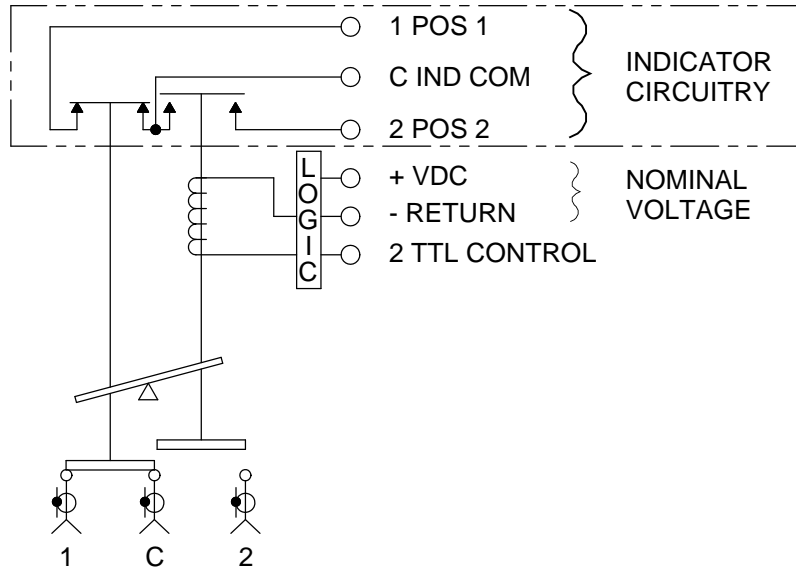 1 POS 1
C IND COM
2 POS 2
INDICATOR
CIRCUITRY
LOGIC
+ VDC
- RETURN
2 TTL CONTROL
NOMINAL
VOLTAGE
1
C
2